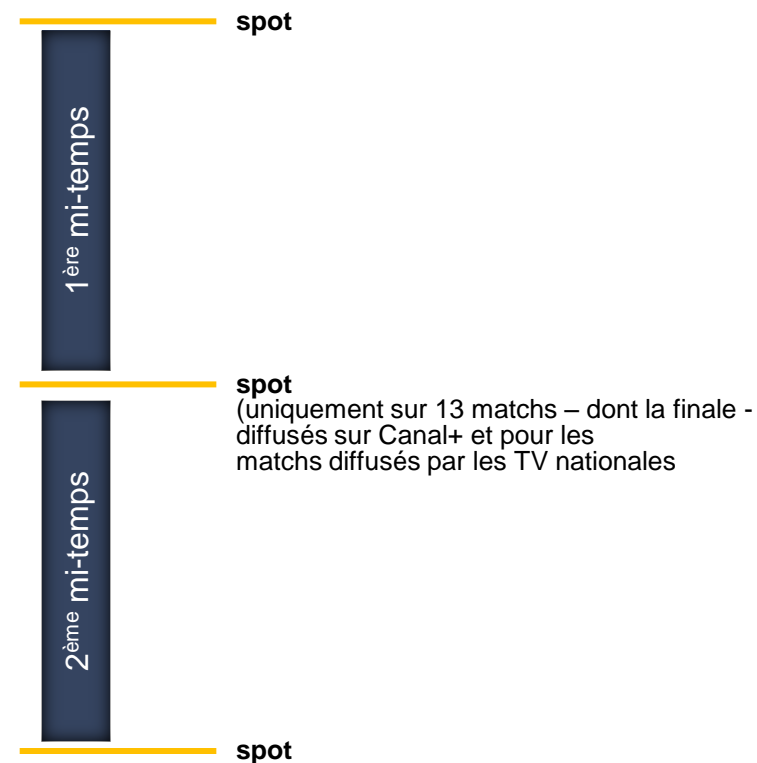 spot
1ère mi-temps
spot
(uniquement sur 13 matchs – dont la finale -
diffusés sur Canal+ et pour les
matchs diffusés par les TV nationales
2ème mi-temps
spot